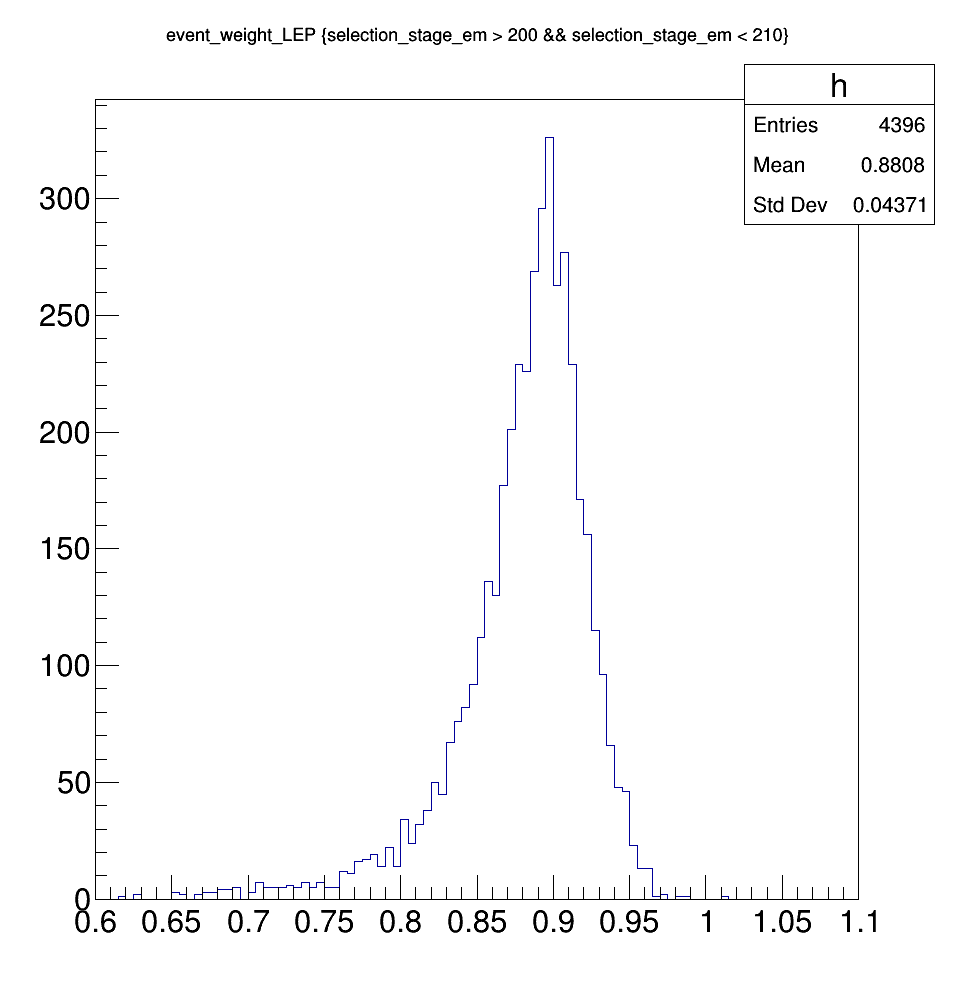 event_weight_LEP {selection_stage_em > 200 && selection_stage_em < 210}
h
Entries 4396
Mean 0.8808
Std Dev 0.04371
300
250
200
150
100
50
0
0.6 0.65 0.7 0.75 0.8 0.85 0.9 0.95 1 1.05 1.1